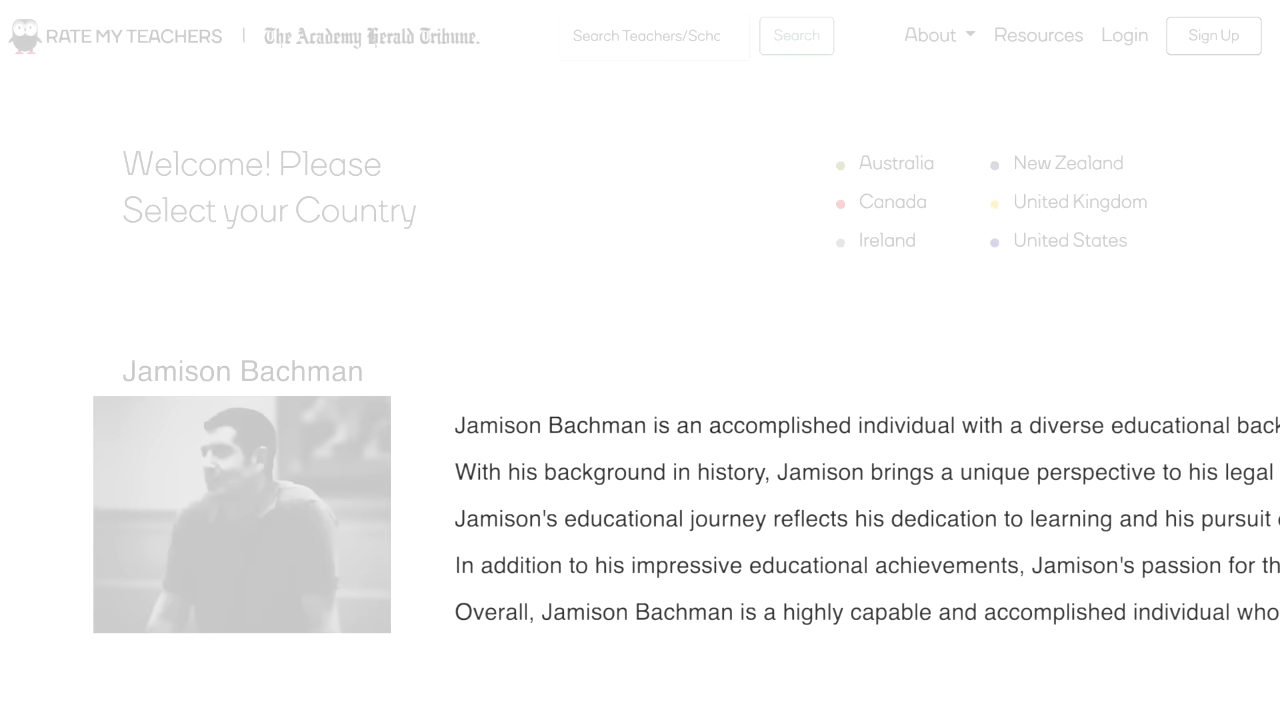 RATE MY TEACHERS | The Academy Herald Tribune. Search Teachers/Scho Search About Resources Login Sign Up
Welcome! Please
Select your Country
Australia New Zealand
Canada United Kingdom
Ireland United States
Jamison Bachman
Jamison Bachman is an accomplished individual with a diverse educational back
With his background in history, Jamison brings a unique perspective to his legal
Jamison's educational journey reflects his dedication to learning and his pursuit
In addition to his impressive educational achievements, Jamison's passion for th
Overall, Jamison Bachman is a highly capable and accomplished individual who